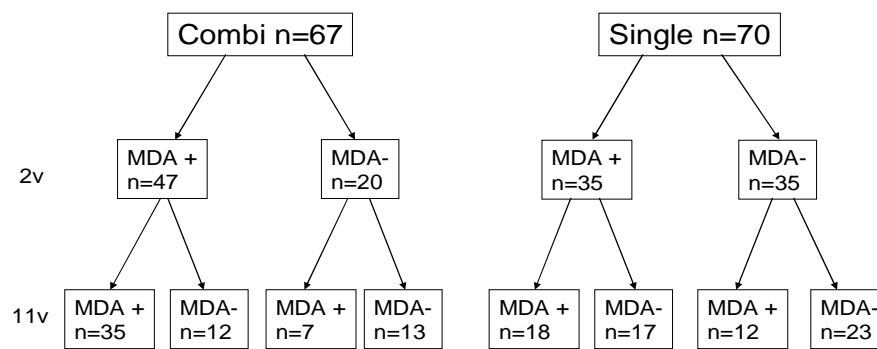 Combi n=67
Single n=70
2v
MDA +
n=47
MDA-
n=20
MDA +
n=35
MDA-
n=35
11v
MDA +
n=35
MDA-
n=12
MDA +
n=7
MDA-
n=13
MDA +
n=18
MDA-
n=17
MDA +
n=12
MDA-
n=23